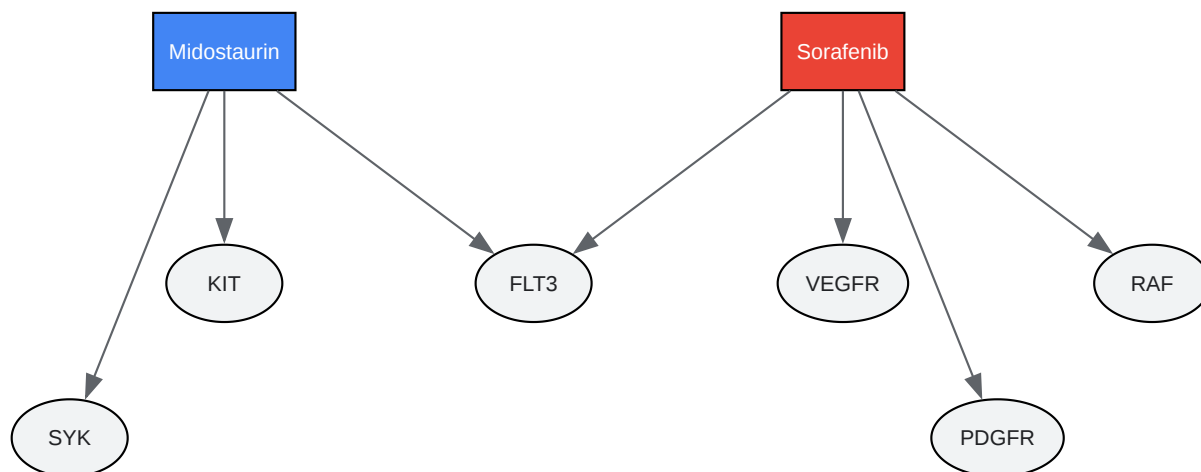 Midostaurin
Sorafenib
KIT
FLT3
VEGFR
RAF
SYK
PDGFR